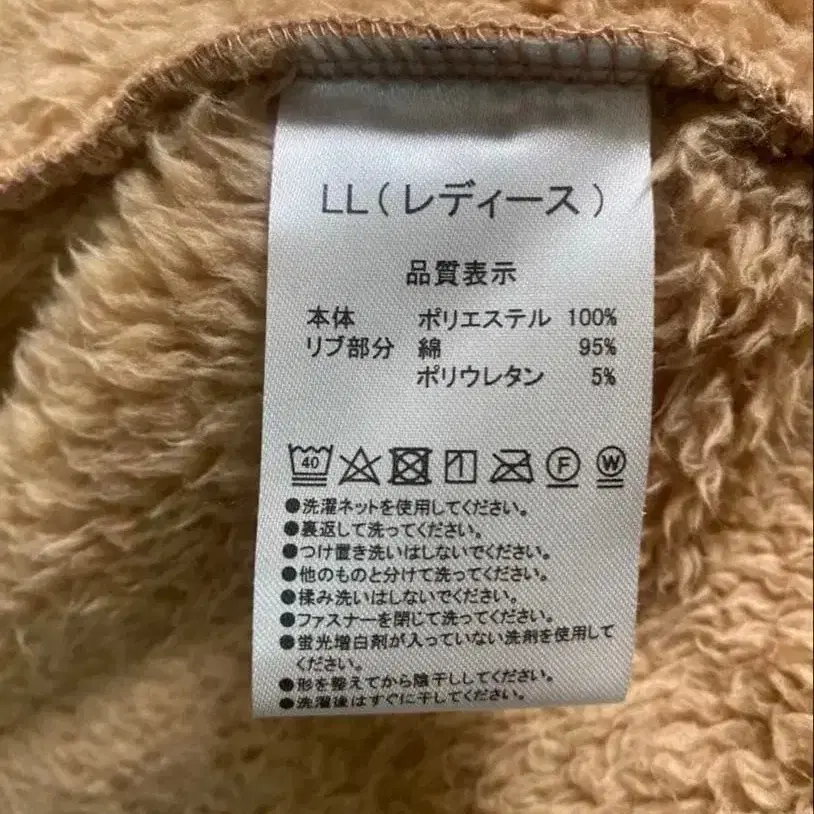 LL(レディース)
品質表示
本体 ポリエステル 100%
リブ部分 綿 95%
ポリウレタン 5%
40 F W
●洗濯ネットを使用してください。
●裏返して洗ってください。
●つけ置き洗いはしないでください。
●他のものと分けて洗ってください。
●揉み洗いはしないでください。
●ファスナーを閉じて洗ってください。
●蛍光増白剤が入っていない洗剤を使用して
ください。
●形を整えてから陰干ししてください。
●洗濯後はすぐに干してください。